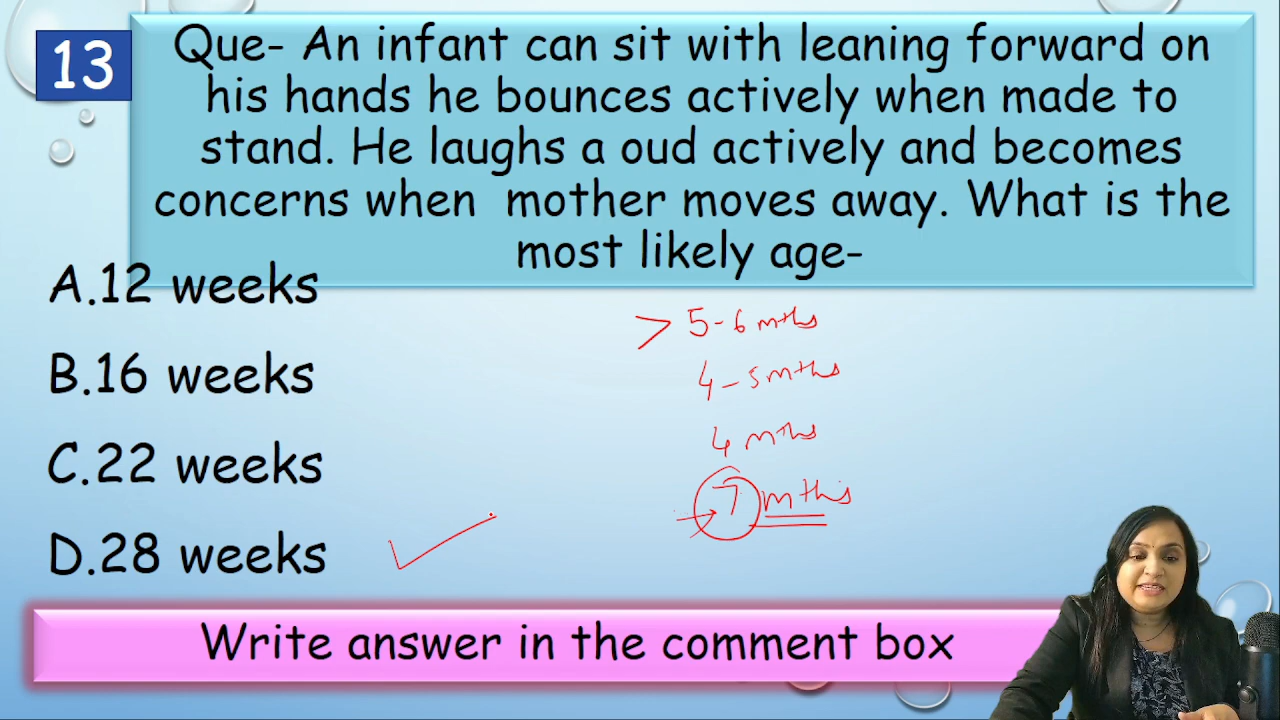 13
Que- An infant can sit with leaning forward on
his hands he bounces actively when made to
stand. He laughs a oud actively and becomes
concerns when mother moves away. What is the
most likely age-
A.12 weeks
B.16 weeks
C.22 weeks
D.28 weeks
> 5-6 mths
4-5 mths
4 mths
7 mths
Write answer in the comment box